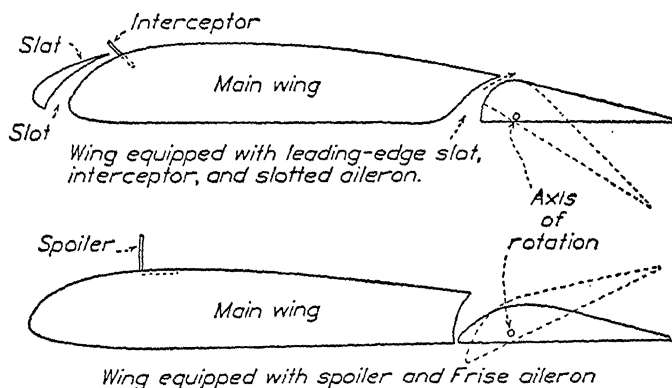 Interceptor
Slat
Main wing
Slot
Wing equipped with leading-edge slot,
interceptor, and slotted aileron.
Axis
of
rotation
Spoiler
Main wing
Wing equipped with spoiler and Frise aileron